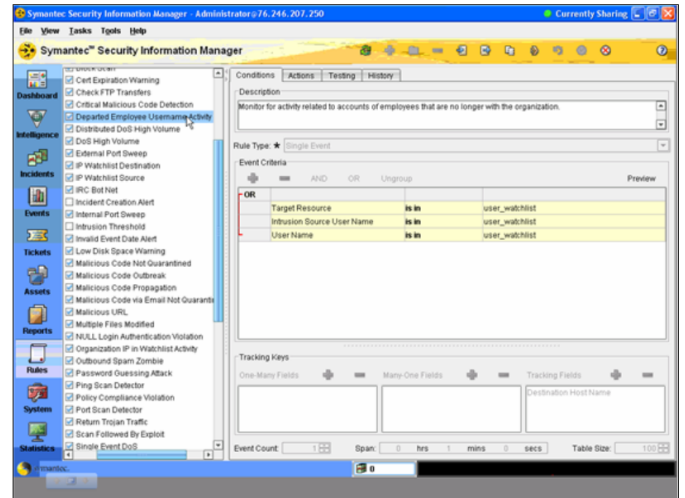 Symantec Security Information Manager - Administrator@76.246.207.250
Currently Sharing
File View Tasks Tools Help
Symantec™ Security Information Manager
Dashboard
Intelligence
Incidents
Events
Tickets
Assets
Reports
Rules
System
Statistics
Block Scan
Cert Expiration Warning
Check FTP Transfers
Critical Malicious Code Detection
Departed Employee Username Activity
Distributed DoS High Volume
DoS High Volume
External Port Sweep
IP Watchlist Destination
IP Watchlist Source
IRC Bot Net
Incident Creation Alert
Internal Port Sweep
Intrusion Threshold
Invalid Event Date Alert
Low Disk Space Warning
Malicious Code Not Quarantined
Malicious Code Outbreak
Malicious Code Propagation
Malicious Code via Email Not Quaranti
Malicious URL
Multiple Files Modified
NULL Login Authentication Violation
Organization IP in Watchlist Activity
Outbound Spam Zombie
Password Guessing Attack
Ping Scan Detector
Policy Compliance Violation
Port Scan Detector
Return Trojan Traffic
Scan Followed By Exploit
Single Event DoS
Conditions Actions Testing History
Description
Monitor for activity related to accounts of employees that are no longer with the organization.
Rule Type: ★ Single Event
Event Criteria
AND OR Ungroup Preview
OR
Target Resource is in user_watchlist
Intrusion Source User Name is in user_watchlist
User Name is in user_watchlist
Tracking Keys
One-Many Fields Many-One Fields Tracking Fields
Destination Host Name
Event Count: 1 Span: 0 hrs 1 mins 0 secs Table Size: 100
0